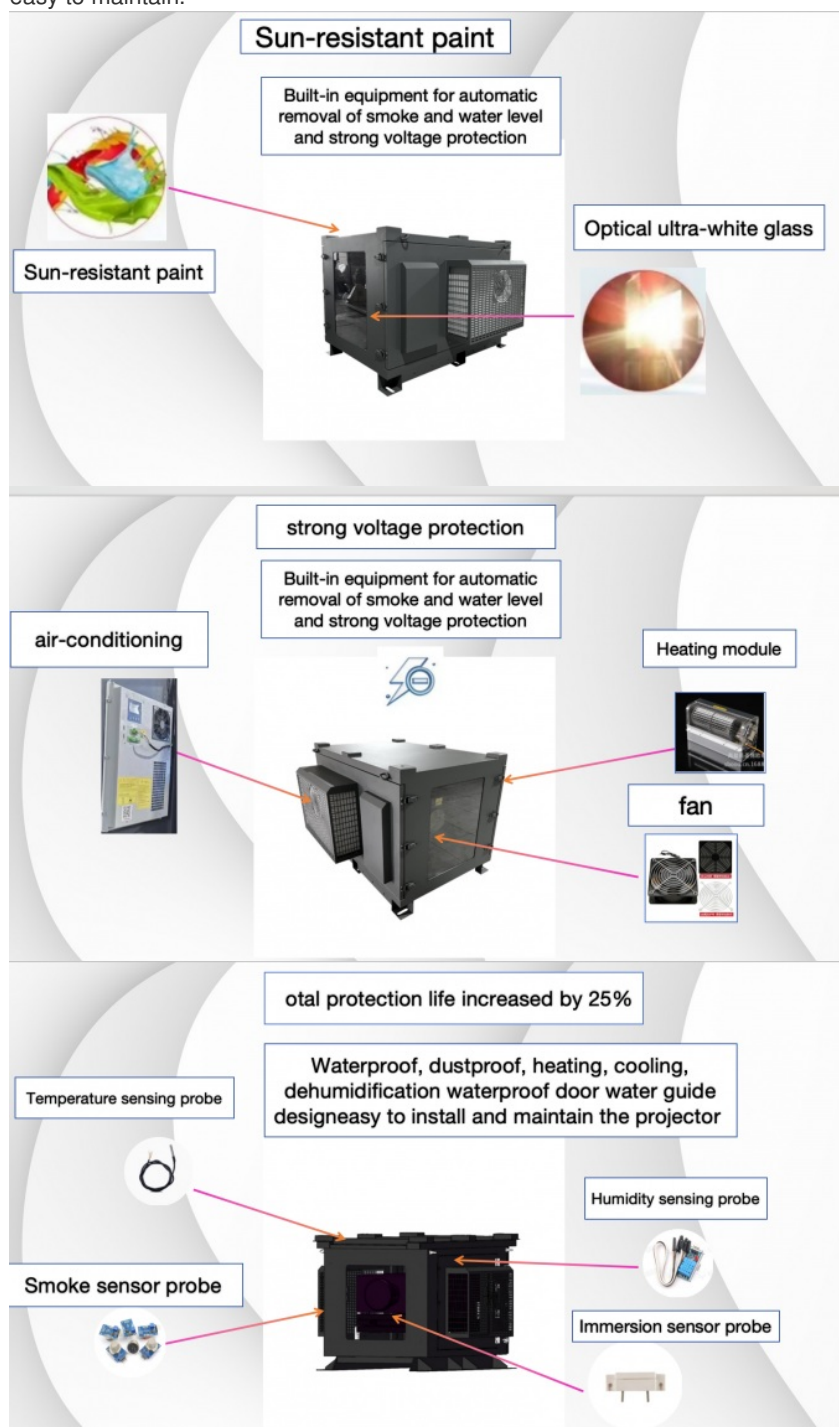 easy to maintain.
Sun-resistant paint
Built-in equipment for automatic
removal of smoke and water level
and strong voltage protection
Optical ultra-white glass
Sun-resistant paint
strong voltage protection
Built-in equipment for automatic
removal of smoke and water level
and strong voltage protection
air-conditioning
Heating module
fan
otal protection life increased by 25%
Waterproof, dustproof, heating, cooling,
dehumidification waterproof door water guide
designeasy to install and maintain the projector
Temperature sensing probe
Humidity sensing probe
Smoke sensor probe
Immersion sensor probe